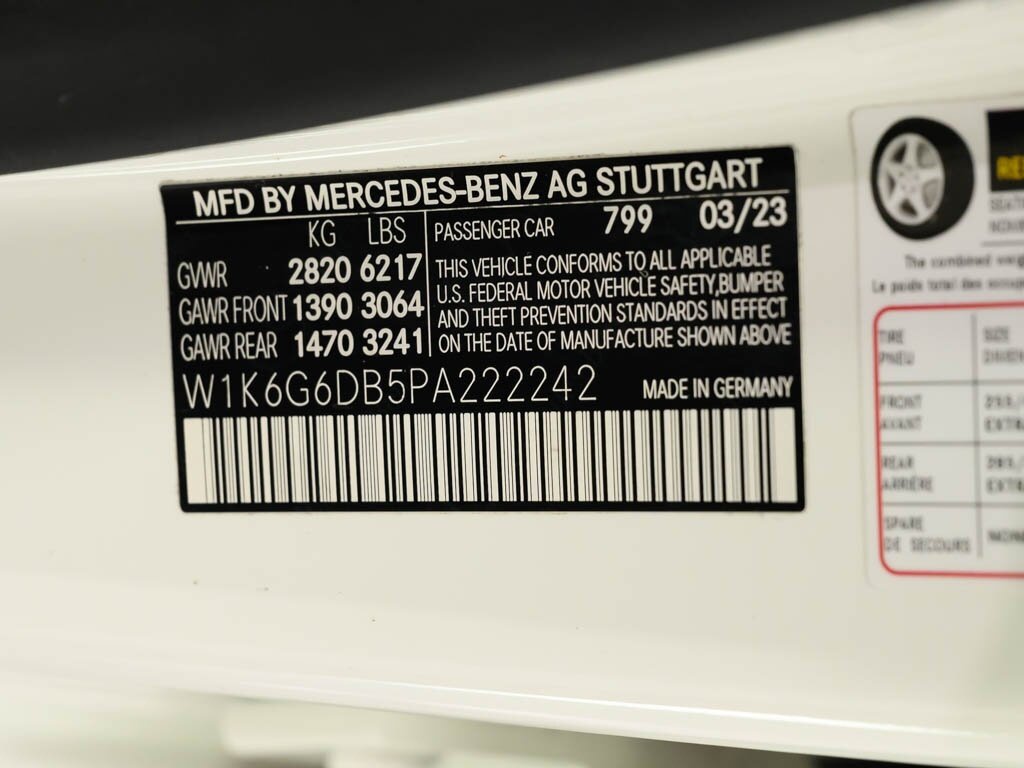 MFD BY MERCEDES-BENZ AG STUTTGART
KG LBS
GVWR 2820 6217
GAWR FRONT 1390 3064
GAWR REAR 1470 3241
PASSENGER CAR 799 03/23
THIS VEHICLE CONFORMS TO ALL APPLICABLE
U.S. FEDERAL MOTOR VEHICLE SAFETY,BUMPER
AND THEFT PREVENTION STANDARDS IN EFFECT
ON THE DATE OF MANUFACTURE SHOWN ABOVE
W1K6G6DB5PA222242 MADE IN GERMANY
The combined
Le poids total des
TIRE SIZE
PNEU
FRONT
AVANT
REAR
ARRIÈRE
SPARE
DE SECOURS